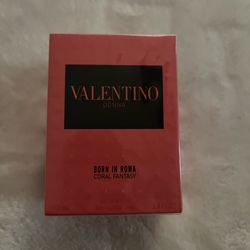 VALENTINO
DONNA
BORN IN ROMA
CORAL FANTASY